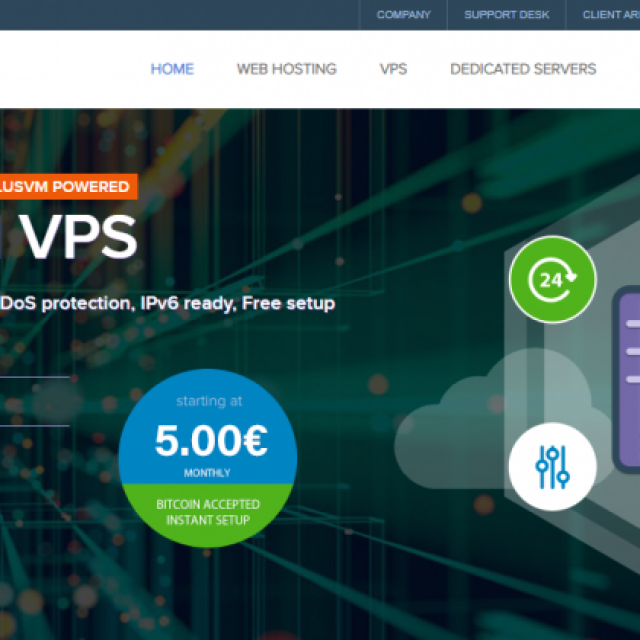 COMPANY
SUPPORT DESK
CLIENT AR
HOME
WEB HOSTING
VPS
DEDICATED SERVERS
LUSVM POWERED
VPS
DoS protection, IPv6 ready, Free setup
24
starting at
5.00€
MONTHLY
BITCOIN ACCEPTED
INSTANT SETUP